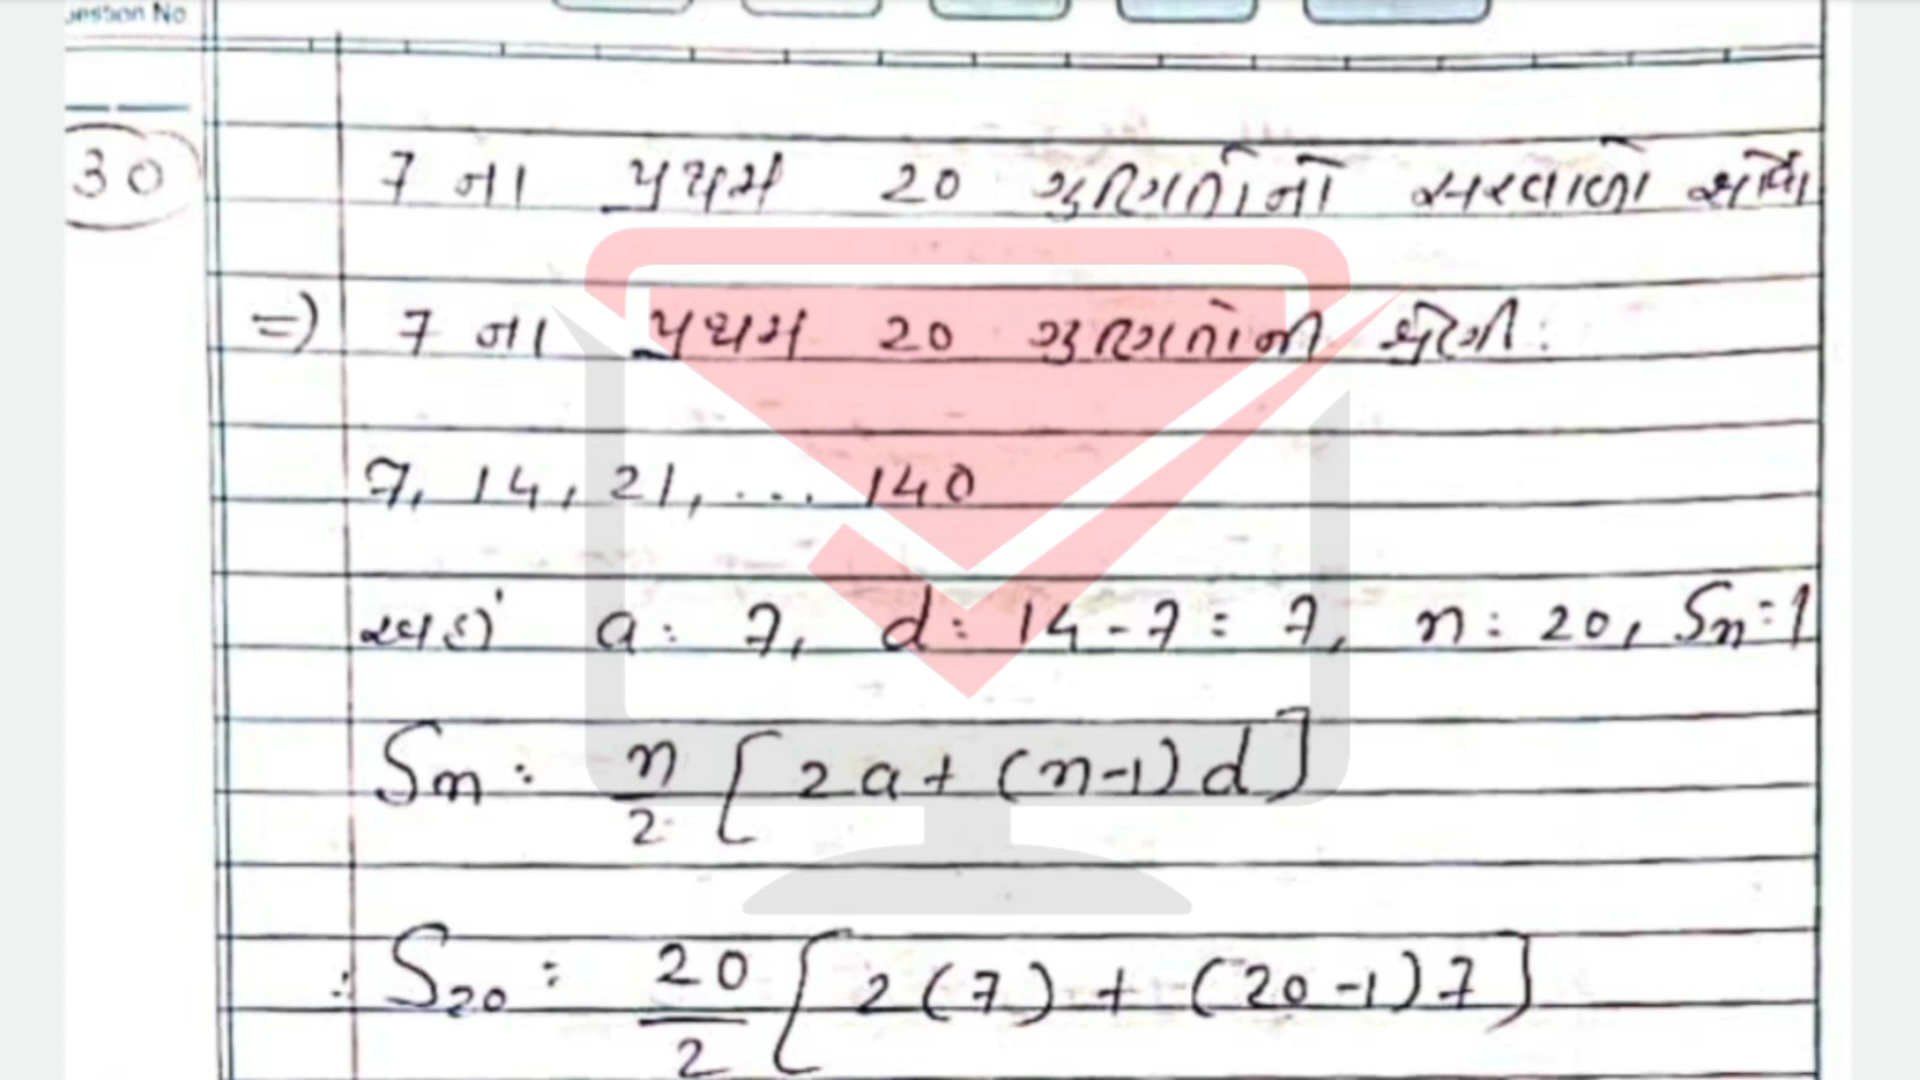 Question No
30
7 ના પ્રથમ 20 ગુણિતોનો સરવાળો શોધો
=) 7 ના પ્રથમ 20 ગુણિતોની શ્રેણી:
7, 14, 21, ... 140
અહીં a = 7, d = 14 - 7 = 7, n = 20, Sn =
Sn = n/2 [ 2a + (n-1) d ]
∴ S20 = 20/2 [ 2(7) + (20-1) 7 ]